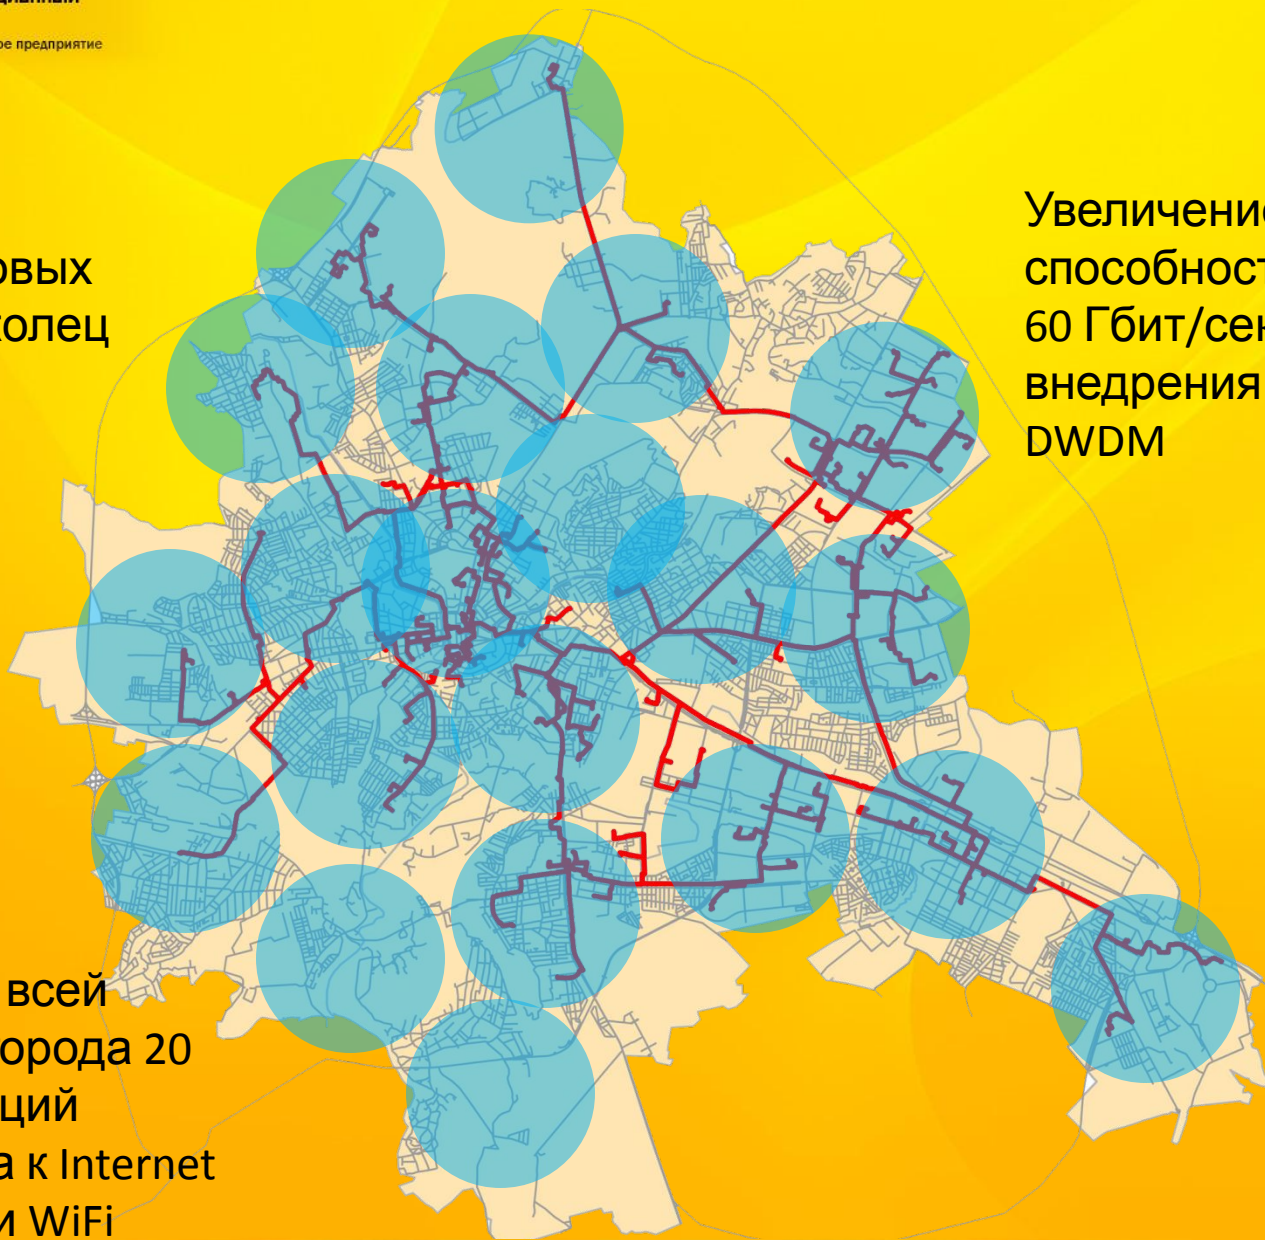 ое предприятие
овых
колец
Увеличение
способност
60 Гбит/сек
внедрения
DWDM
всей
орода 20
ций
а к Internet
и WiFi